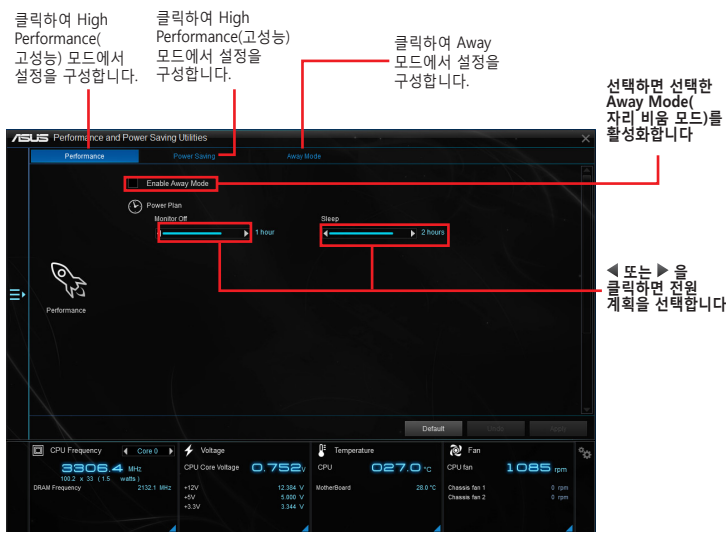 클릭하여 High
Performance(
고성능) 모드에서
설정을 구성합니다.
클릭하여 High
Performance(고성능)
모드에서 설정을
구성합니다.
클릭하여 Away
모드에서 설정을
구성합니다.
선택하면 선택한
Away Mode(
자리 비움 모드)를
활성화합니다
ASUS Performance and Power Saving Utilities
Performance Power Saving Away Mode
Enable Away Mode
Power Plan
Monitor Off Sleep
1 hour 2 hours
◀ 또는 ▶ 을
클릭하면 전원
계획을 선택합니다
Performance
Default Undo Apply
CPU Frequency Core 0
3306.4 MHz
100.2 x 33 (1.5 watts)
DRAM Frequency 2132.1 MHz
Voltage
CPU Core Voltage 0.752v
+12V 12.384 V
+5V 5.000 V
+3.3V 3.344 V
Temperature
CPU 027.0 °C
MotherBoard 28.0 °C
Fan
CPU fan 1085 rpm
Chassis fan 1 0 rpm
Chassis fan 2 0 rpm